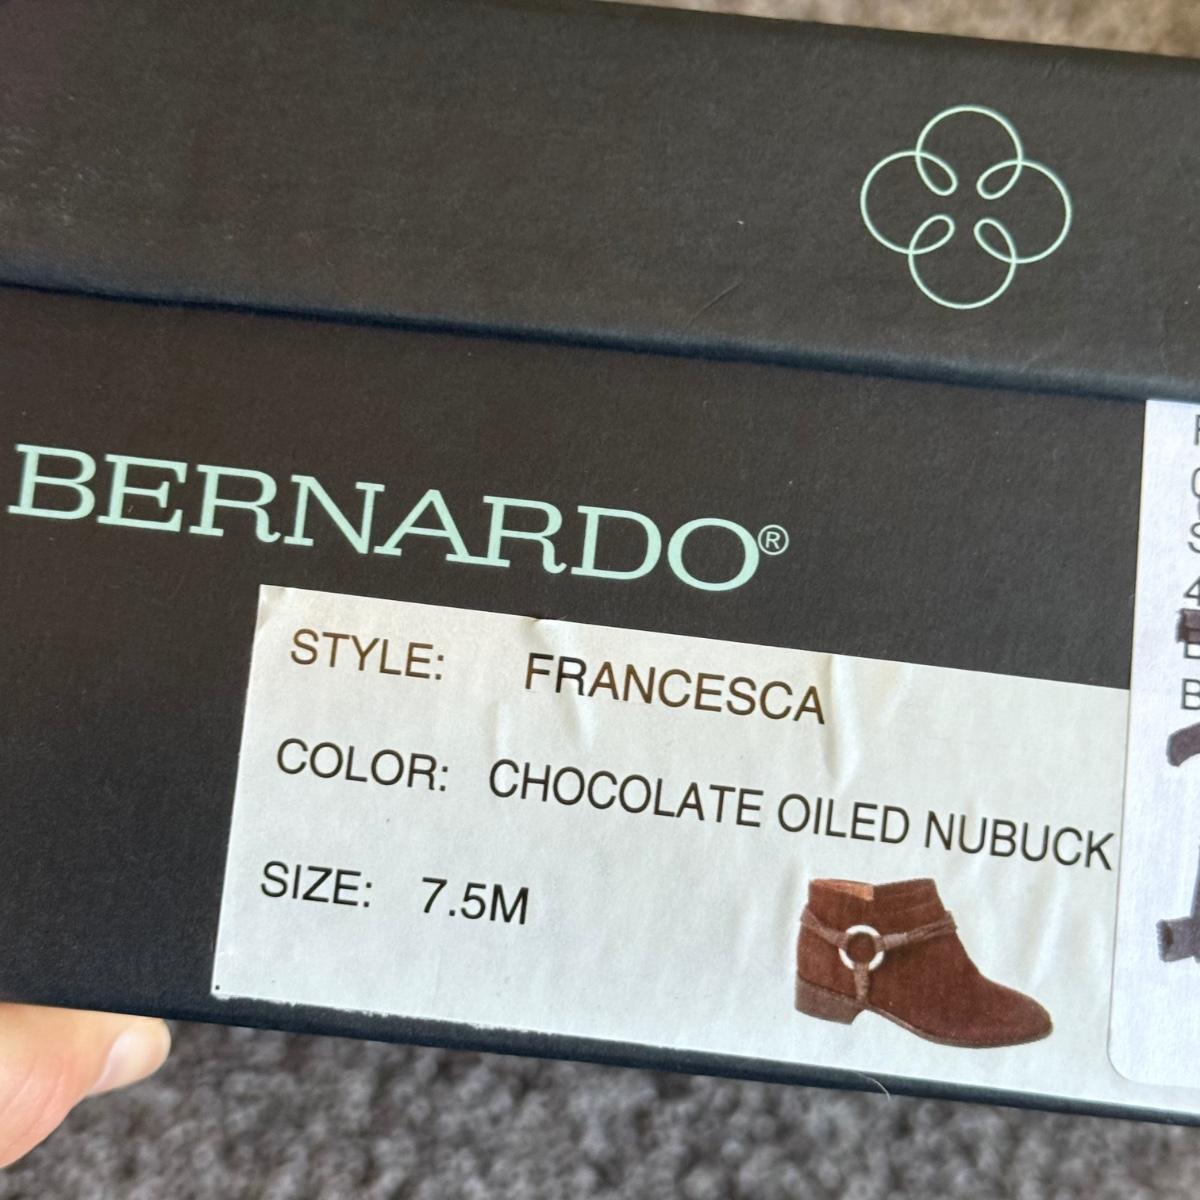 BERNARDO®
STYLE: FRANCESCA
COLOR: CHOCOLATE OILED NUBUCK
SIZE: 7.5M